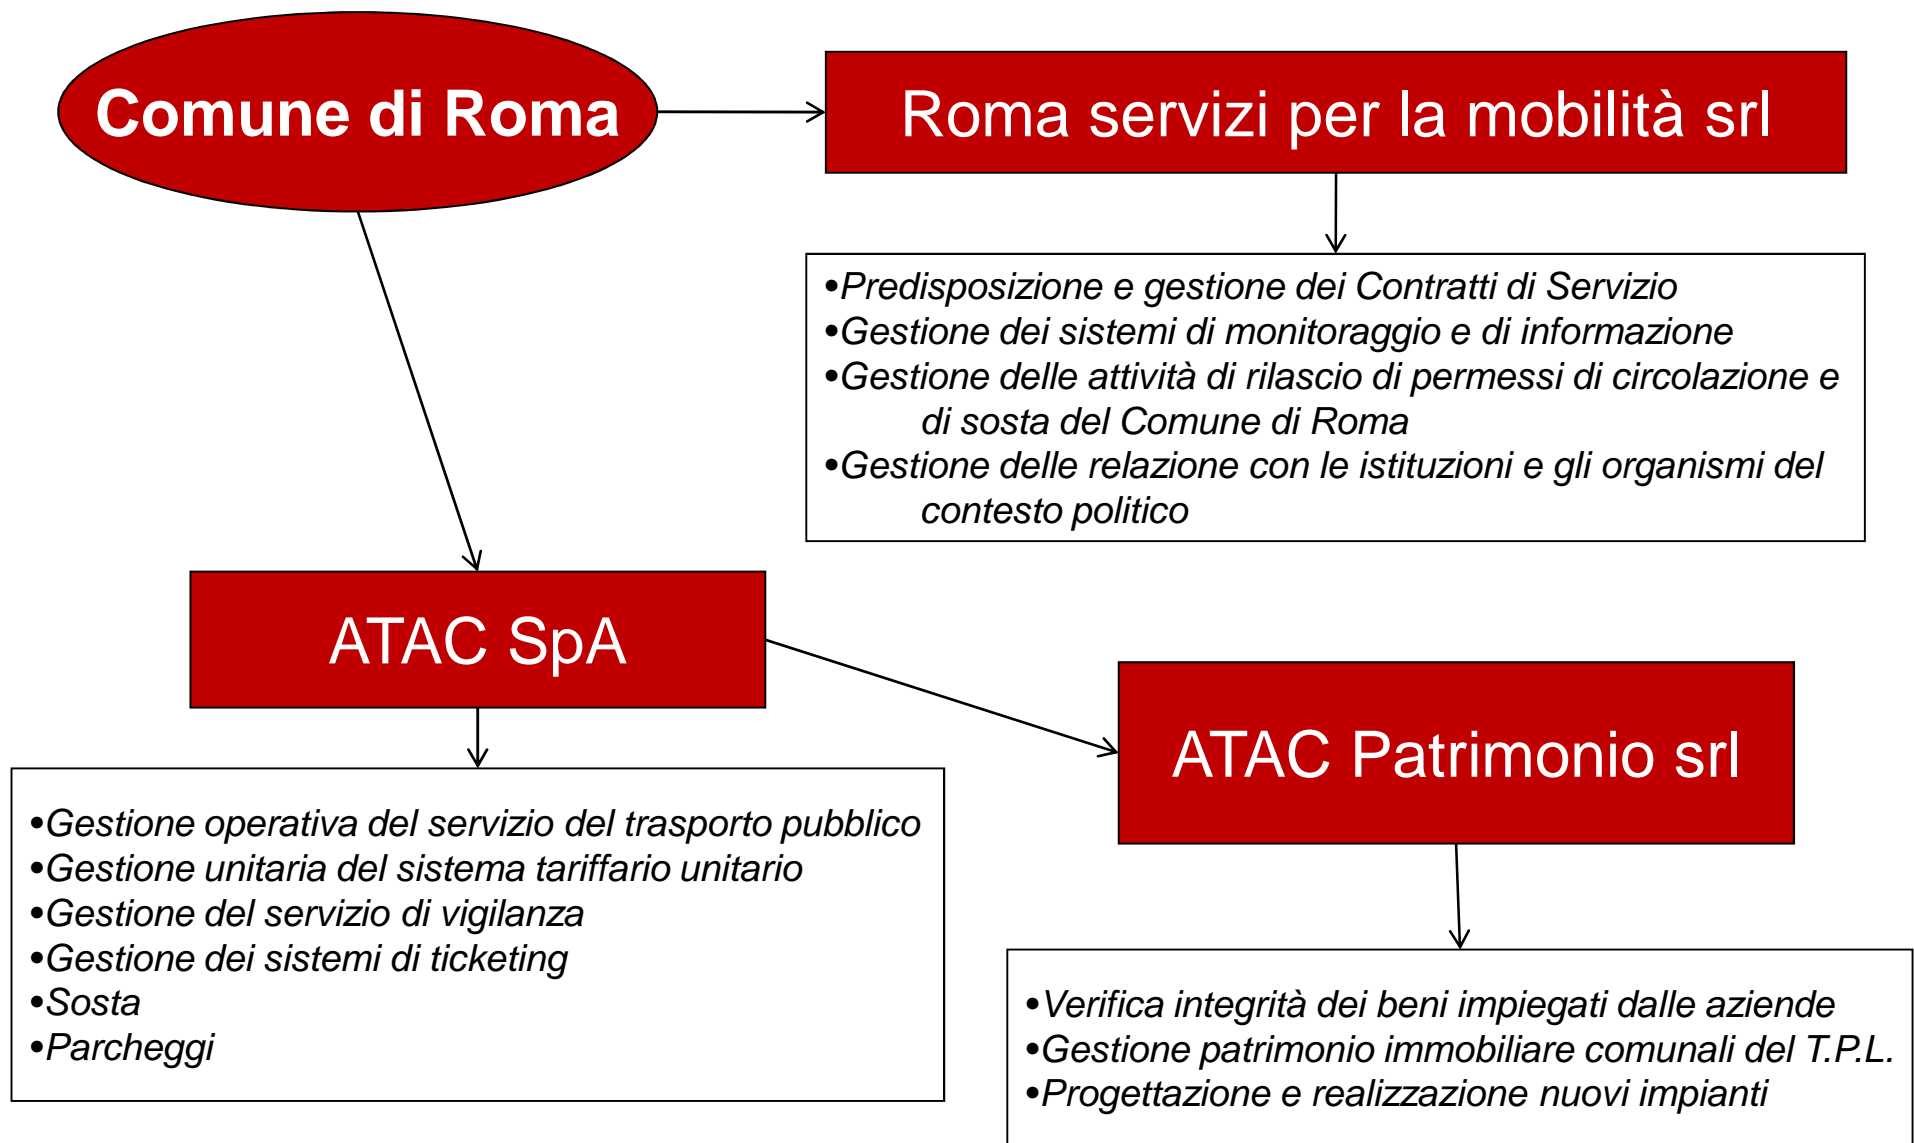 Comune di Roma
Roma servizi per la mobilità srl
•Predisposizione e gestione dei Contratti di Servizio
•Gestione dei sistemi di monitoraggio e di informazione
•Gestione delle attività di rilascio di permessi di circolazione e
di sosta del Comune di Roma
•Gestione delle relazione con le istituzioni e gli organismi del
contesto politico
ATAC SpA
ATAC Patrimonio srl
•Gestione operativa del servizio del trasporto pubblico
•Gestione unitaria del sistema tariffario unitario
•Gestione del servizio di vigilanza
•Gestione dei sistemi di ticketing
•Sosta
•Parcheggi
•Verifica integrità dei beni impiegati dalle aziende
•Gestione patrimonio immobiliare comunali del T.P.L.
•Progettazione e realizzazione nuovi impianti